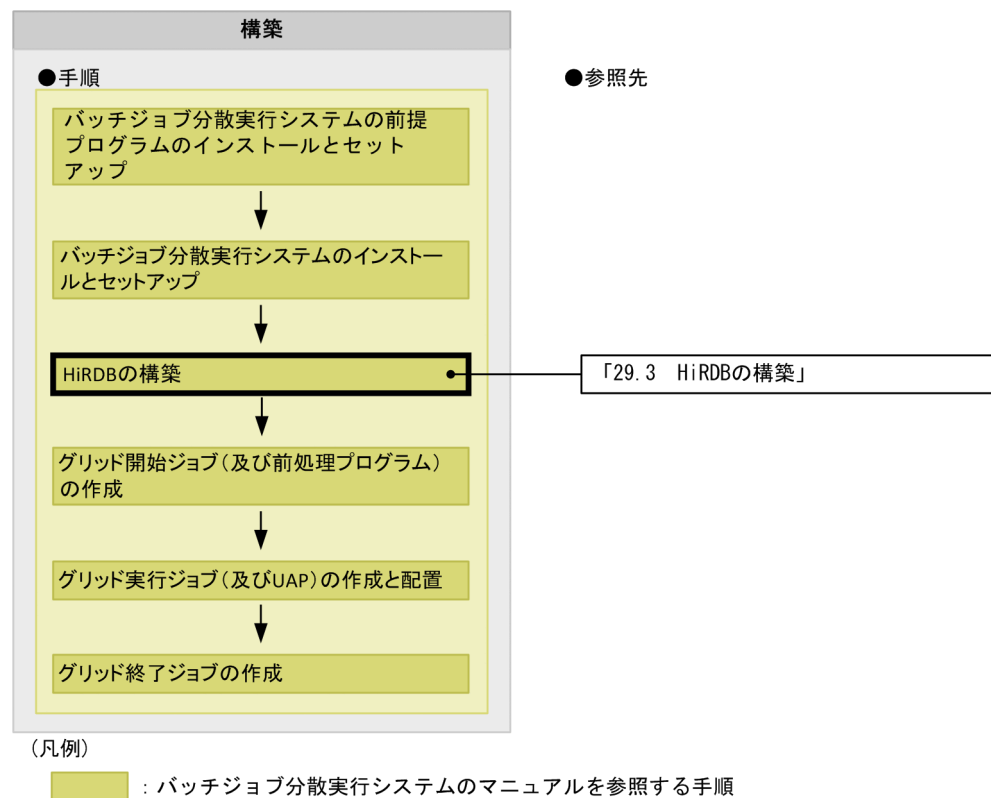 構築
●手順
●参照先
バッチジョブ分散実行システムの前提
プログラムのインストールとセット
アップ
バッチジョブ分散実行システムのインストー
ルとセットアップ
HiRDBの構築
「29.3　HiRDBの構築」
グリッド開始ジョブ(及び前処理プログラム)
の作成
グリッド実行ジョブ(及びUAP)の作成と配置
グリッド終了ジョブの作成
(凡例)
：バッチジョブ分散実行システムのマニュアルを参照する手順